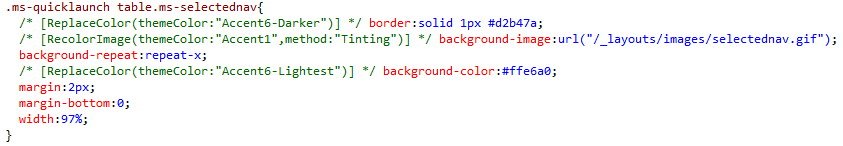 .ms-quicklaunch table.ms-selectednav{
/* [ReplaceColor(themeColor:"Accent6-Darker")] */ border:solid 1px #d2b47a;
/* [RecolorImage(themeColor:"Accent1",method:"Tinting")] */ background-image:url("/_layouts/images/selectednav.gif");
background-repeat:repeat-x;
/* [ReplaceColor(themeColor:"Accent6-Lightest")] */ background-color:#ffe6a0;
margin:2px;
margin-bottom:0;
width:97%;
}